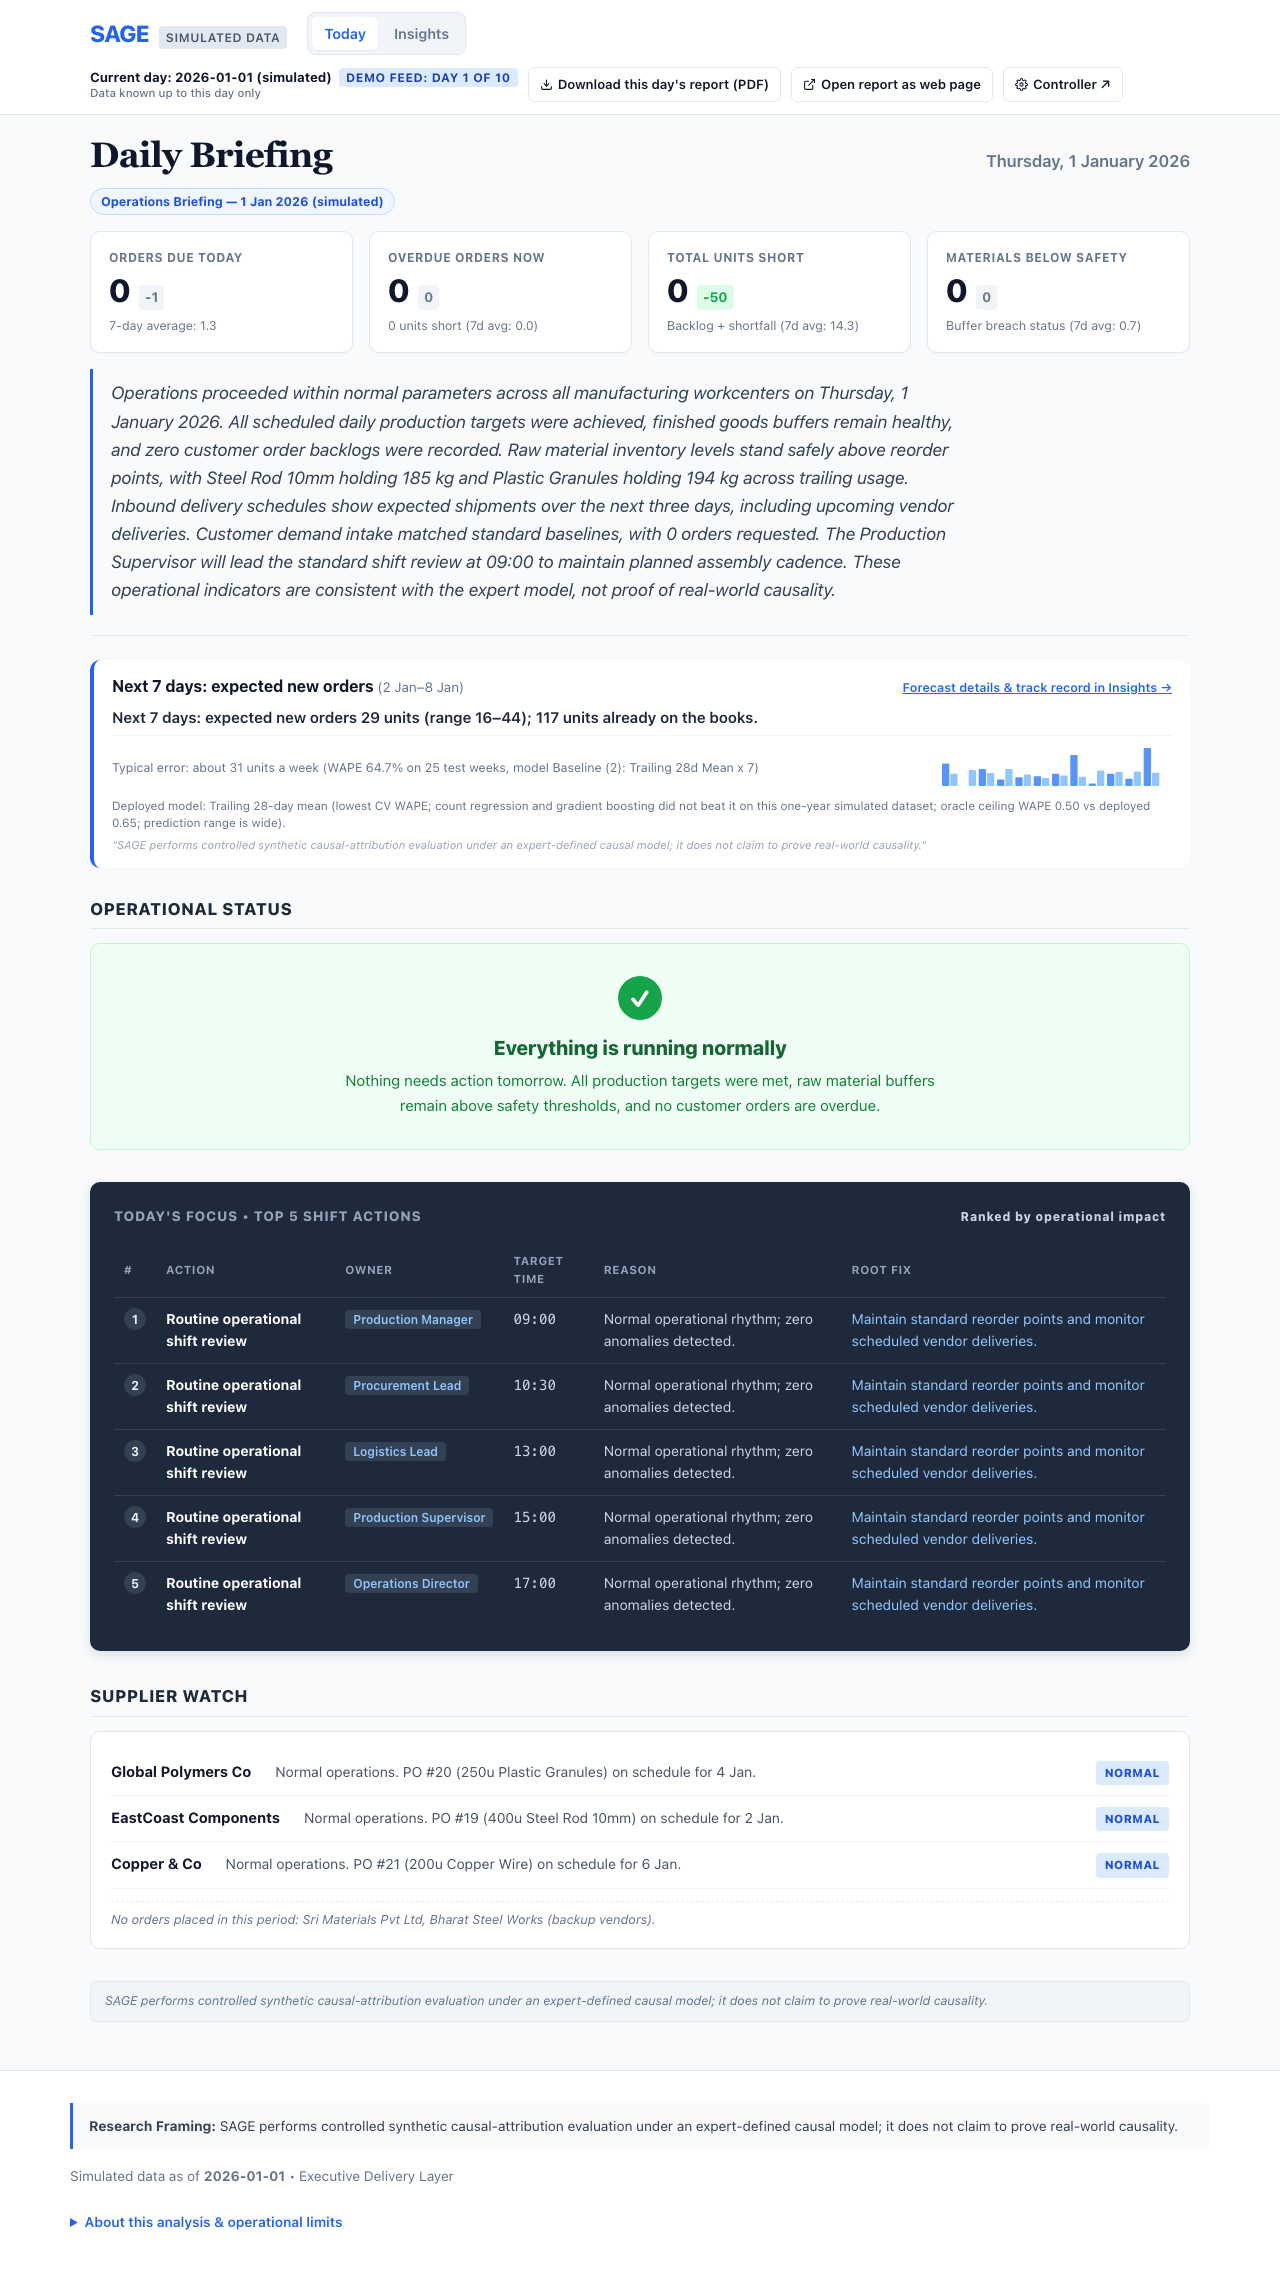 SAGE SIMULATED DATA Today Insights
Current day: 2026-01-01 (simulated) DEMO FEED: DAY 1 OF 10
Data known up to this day only
Download this day's report (PDF) Open report as web page Controller ↗
Daily Briefing Thursday, 1 January 2026
Operations Briefing — 1 Jan 2026 (simulated)
ORDERS DUE TODAY
0 -1
7-day average: 1.3
OVERDUE ORDERS NOW
0 0
0 units short (7d avg: 0.0)
TOTAL UNITS SHORT
0 -50
Backlog + shortfall (7d avg: 14.3)
MATERIALS BELOW SAFETY
0 0
Buffer breach status (7d avg: 0.7)
Operations proceeded within normal parameters across all manufacturing workcenters on Thursday, 1
January 2026. All scheduled daily production targets were achieved, finished goods buffers remain healthy,
and zero customer order backlogs were recorded. Raw material inventory levels stand safely above reorder
points, with Steel Rod 10mm holding 185 kg and Plastic Granules holding 194 kg across trailing usage.
Inbound delivery schedules show expected shipments over the next three days, including upcoming vendor
deliveries. Customer demand intake matched standard baselines, with 0 orders requested. The Production
Supervisor will lead the standard shift review at 09:00 to maintain planned assembly cadence. These
operational indicators are consistent with the expert model, not proof of real-world causality.
Next 7 days: expected new orders (2 Jan–8 Jan) Forecast details & track record in Insights →
Next 7 days: expected new orders 29 units (range 16–44); 117 units already on the books.
Typical error: about 31 units a week (WAPE 64.7% on 25 test weeks, model Baseline (2): Trailing 28d Mean x 7)
Deployed model: Trailing 28-day mean (lowest CV WAPE; count regression and gradient boosting did not beat it on this one-year simulated dataset; oracle ceiling WAPE 0.50 vs deployed
0.65; prediction range is wide).
"SAGE performs controlled synthetic causal-attribution evaluation under an expert-defined causal model; it does not claim to prove real-world causality."
OPERATIONAL STATUS
Everything is running normally
Nothing needs action tomorrow. All production targets were met, raw material buffers
remain above safety thresholds, and no customer orders are overdue.
TODAY'S FOCUS • TOP 5 SHIFT ACTIONS Ranked by operational impact
# ACTION OWNER TARGET TIME REASON ROOT FIX
1 Routine operational shift review Production Manager 09:00 Normal operational rhythm; zero anomalies detected. Maintain standard reorder points and monitor scheduled vendor deliveries.
2 Routine operational shift review Procurement Lead 10:30 Normal operational rhythm; zero anomalies detected. Maintain standard reorder points and monitor scheduled vendor deliveries.
3 Routine operational shift review Logistics Lead 13:00 Normal operational rhythm; zero anomalies detected. Maintain standard reorder points and monitor scheduled vendor deliveries.
4 Routine operational shift review Production Supervisor 15:00 Normal operational rhythm; zero anomalies detected. Maintain standard reorder points and monitor scheduled vendor deliveries.
5 Routine operational shift review Operations Director 17:00 Normal operational rhythm; zero anomalies detected. Maintain standard reorder points and monitor scheduled vendor deliveries.
SUPPLIER WATCH
Global Polymers Co Normal operations. PO #20 (250u Plastic Granules) on schedule for 4 Jan. NORMAL
EastCoast Components Normal operations. PO #19 (400u Steel Rod 10mm) on schedule for 2 Jan. NORMAL
Copper & Co Normal operations. PO #21 (200u Copper Wire) on schedule for 6 Jan. NORMAL
No orders placed in this period: Sri Materials Pvt Ltd, Bharat Steel Works (backup vendors).
SAGE performs controlled synthetic causal-attribution evaluation under an expert-defined causal model; it does not claim to prove real-world causality.
Research Framing: SAGE performs controlled synthetic causal-attribution evaluation under an expert-defined causal model; it does not claim to prove real-world causality.
Simulated data as of 2026-01-01 • Executive Delivery Layer
▶ About this analysis & operational limits